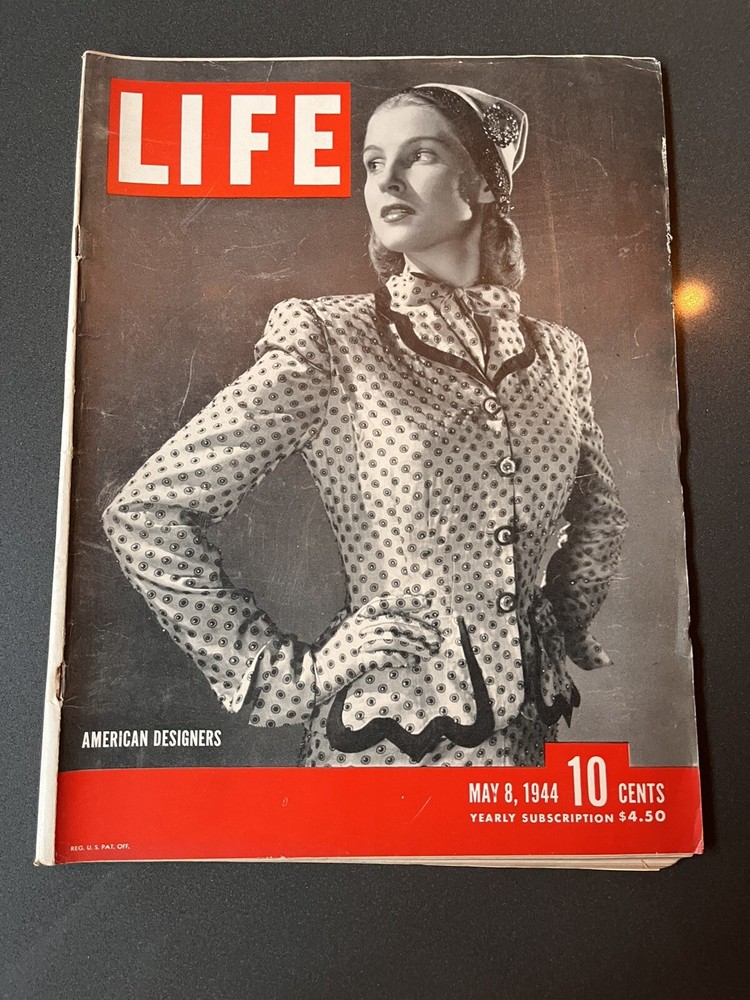 LIFE
AMERICAN DESIGNERS
MAY 8, 1944 10 CENTS
YEARLY SUBSCRIPTION $4.50
REG. U. S. PAT. OFF.